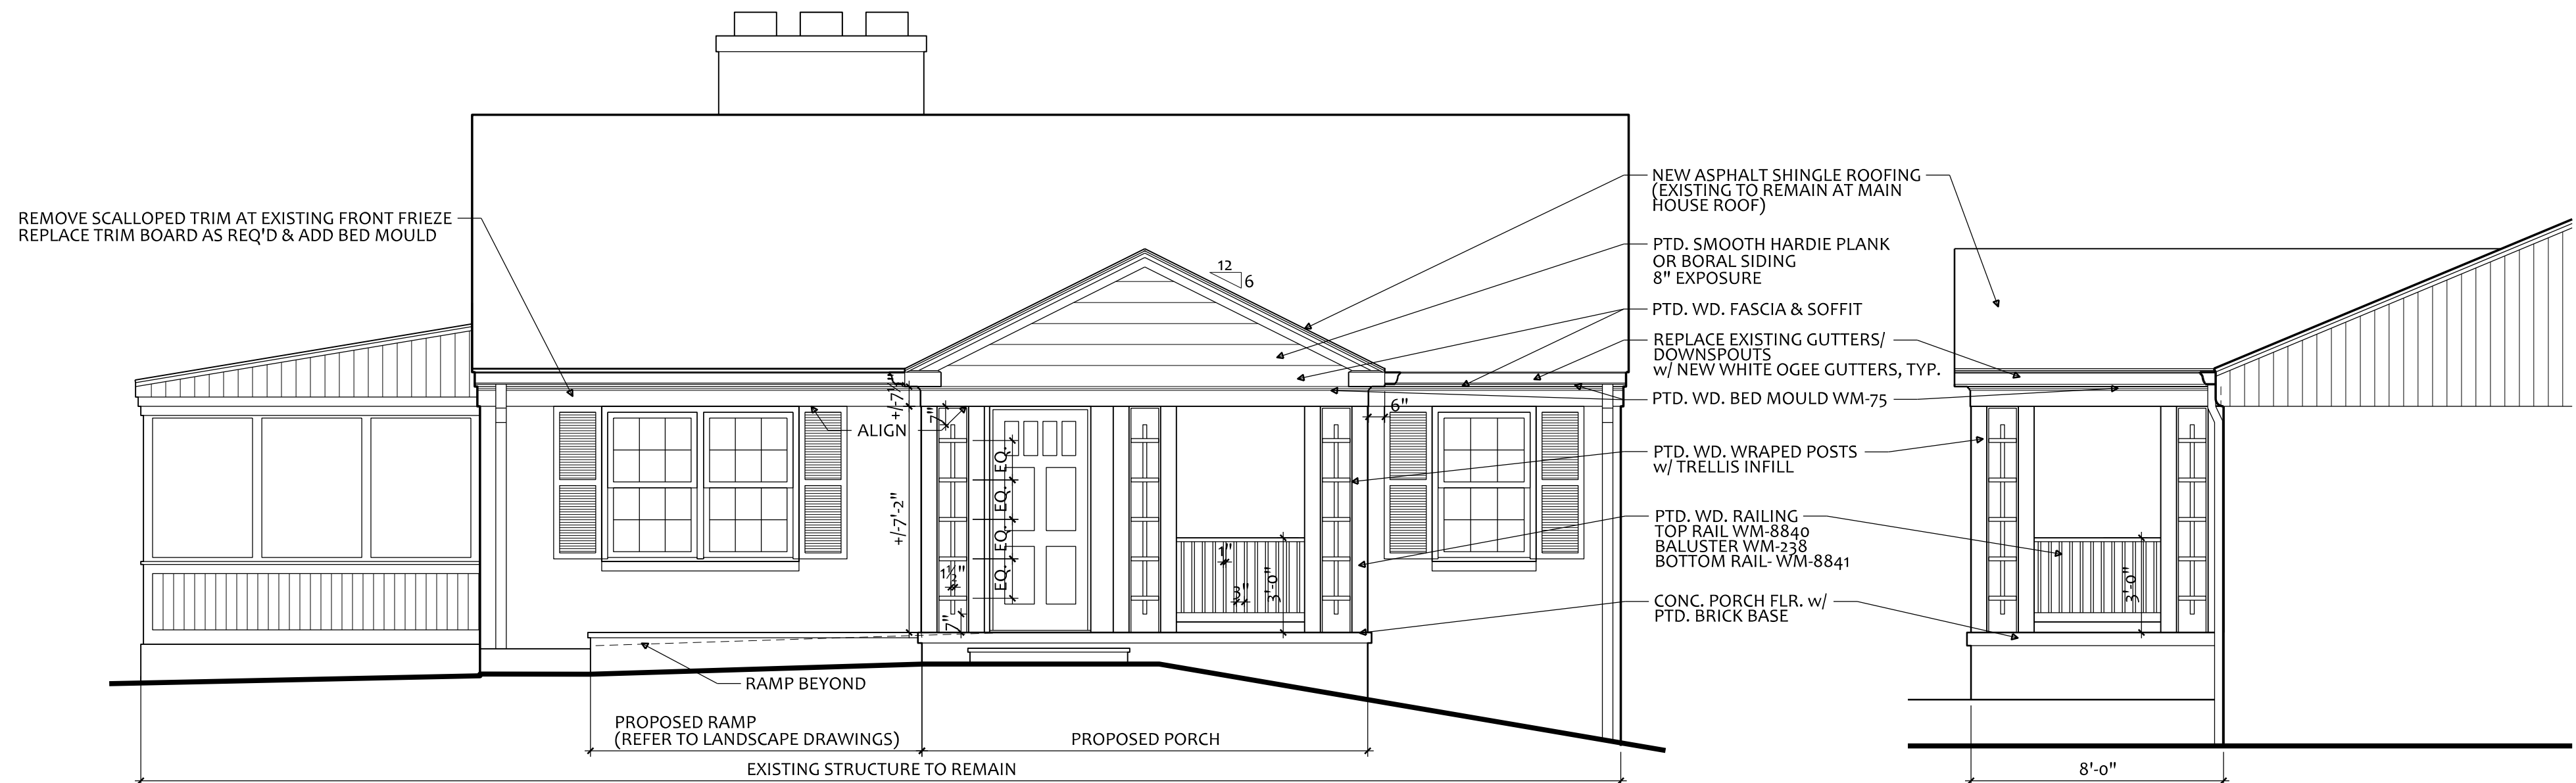 REMOVE SCALLOPED TRIM AT EXISTING FRONT FRIEZE
REPLACE TRIM BOARD AS REQ'D & ADD BED MOULD
12
6
NEW ASPHALT SHINGLE ROOFING
(EXISTING TO REMAIN AT MAIN
HOUSE ROOF)
PTD. SMOOTH HARDIE PLANK
OR BORAL SIDING
8" EXPOSURE
PTD. WD. FASCIA & SOFFIT
REPLACE EXISTING GUTTERS/
DOWNSPOUTS
w/ NEW WHITE OGEE GUTTERS, TYP.
PTD. WD. BED MOULD WM-75
PTD. WD. WRAPED POSTS
w/ TRELLIS INFILL
PTD. WD. RAILING
TOP RAIL WM-8840
BALUSTER WM-238
BOTTOM RAIL- WM-8841
CONC. PORCH FLR. w/
PTD. BRICK BASE
7"
6"
ALIGN
+/-7'-2"
EQ.
EQ.
EQ.
EQ.
1½"
7"
1"
3"
3'-0"
3'-0"
RAMP BEYOND
PROPOSED RAMP
(REFER TO LANDSCAPE DRAWINGS)
PROPOSED PORCH
EXISTING STRUCTURE TO REMAIN
8'-0"